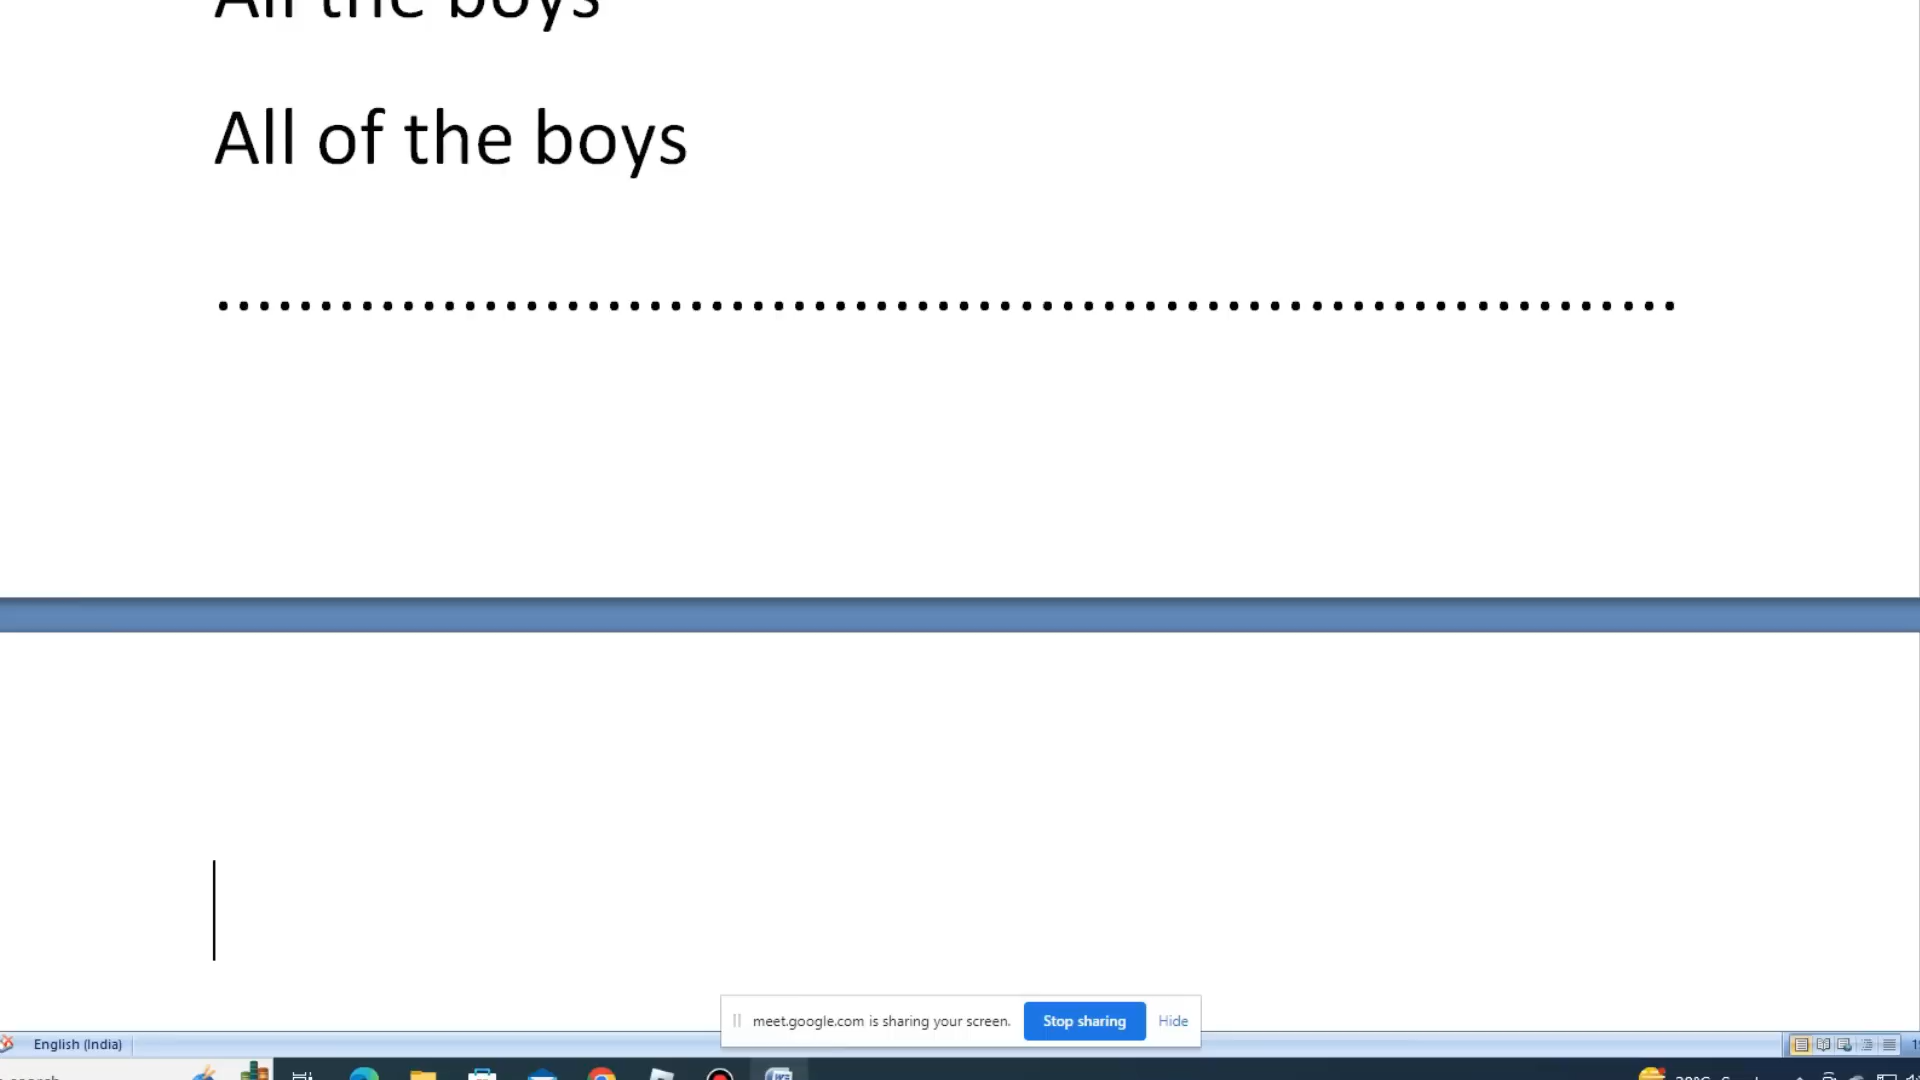 All the boys
All of the boys
.......................................................................
meet.google.com is sharing your screen. Stop sharing Hide
English (India)
search